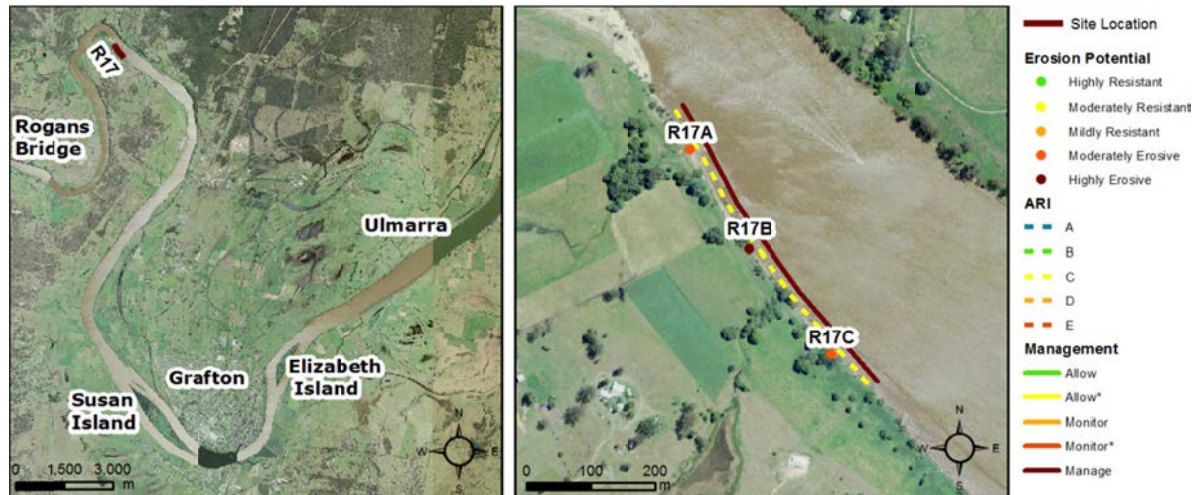 R17
Rogans
Bridge
Ulmarra
Grafton
Elizabeth
Island
Susan
Island
0 1,500 3,000
m
N
W E
S
R17A
R17B
R17C
0 100 200
m
N
W E
S
Site Location
Erosion Potential
Highly Resistant
Moderately Resistant
Mildly Resistant
Moderately Erosive
Highly Erosive
ARI
A
B
C
D
E
Management
Allow
Allow*
Monitor
Monitor*
Manage